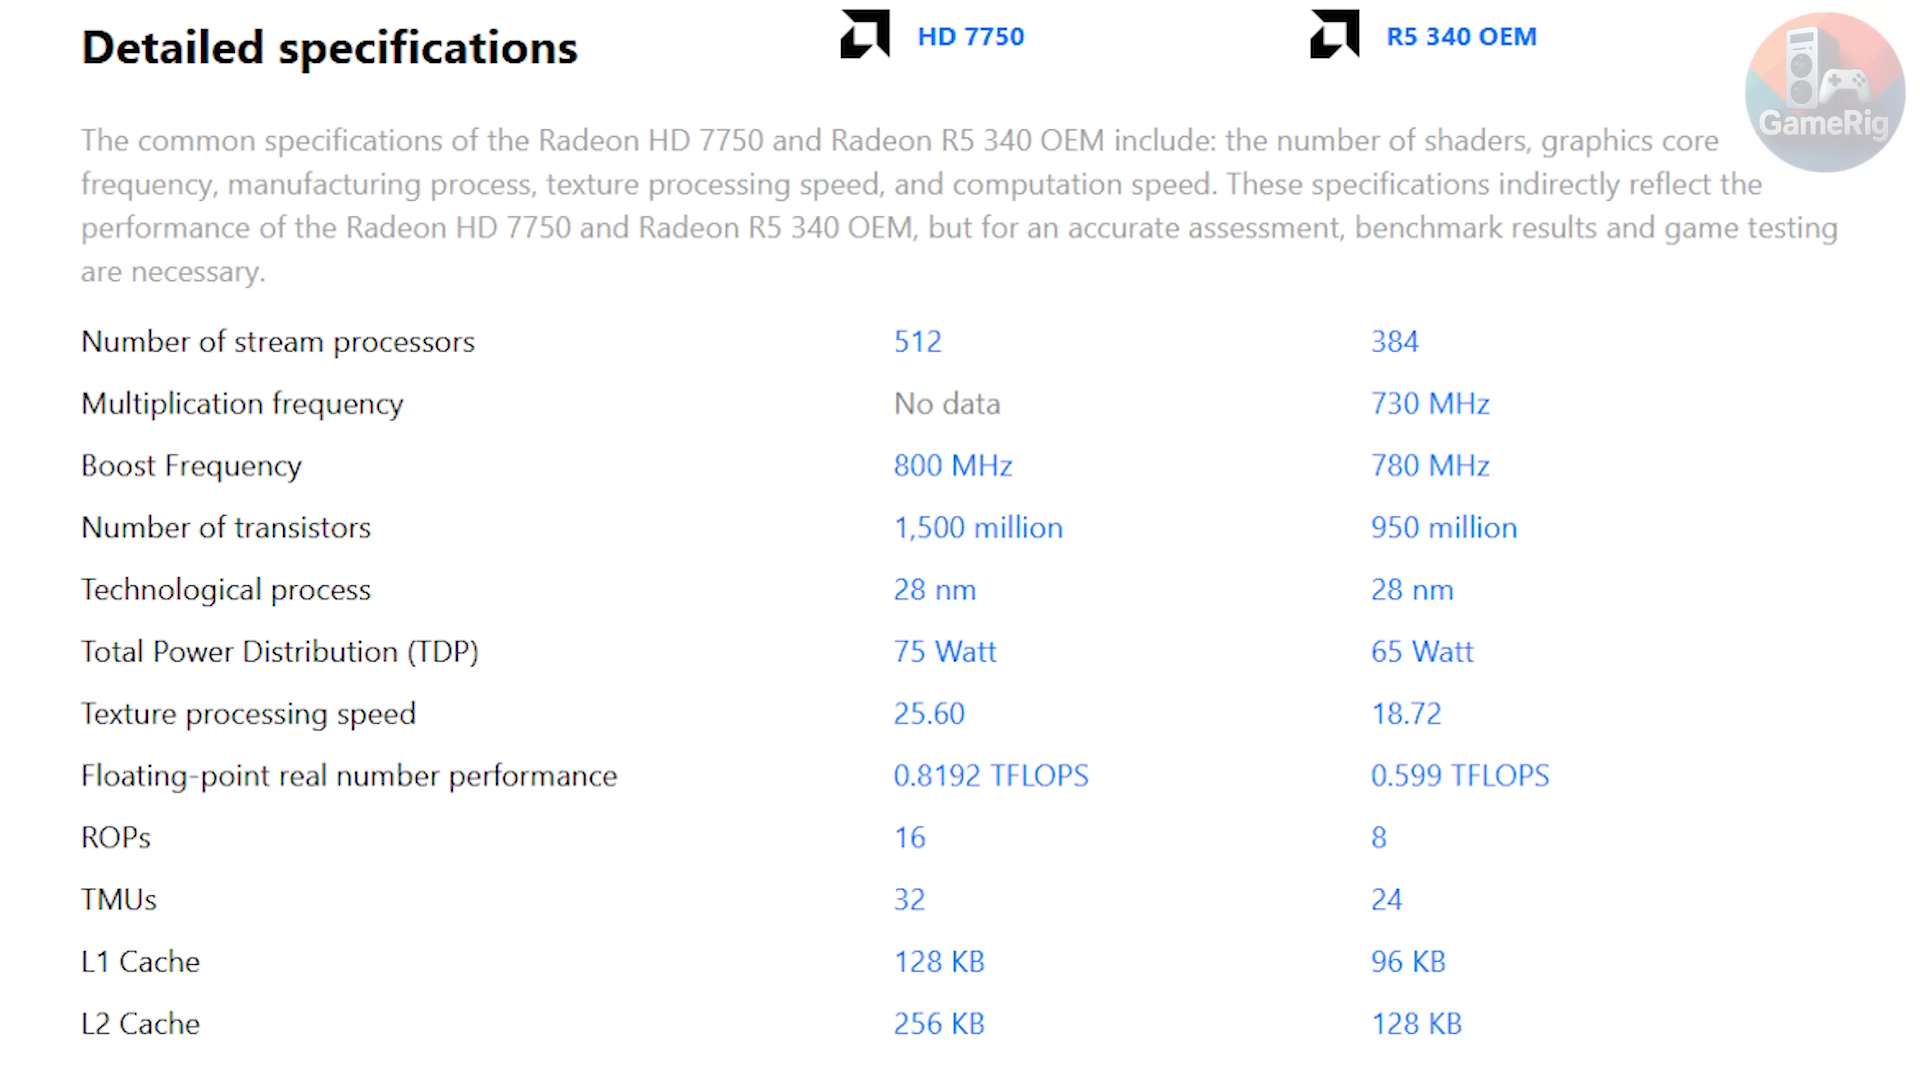 Detailed specifications
HD 7750
R5 340 OEM
GameRig
The common specifications of the Radeon HD 7750 and Radeon R5 340 OEM include: the number of shaders, graphics core
frequency, manufacturing process, texture processing speed, and computation speed. These specifications indirectly reflect the
performance of the Radeon HD 7750 and Radeon R5 340 OEM, but for an accurate assessment, benchmark results and game testing
are necessary.
Number of stream processors 512 384
Multiplication frequency No data 730 MHz
Boost Frequency 800 MHz 780 MHz
Number of transistors 1,500 million 950 million
Technological process 28 nm 28 nm
Total Power Distribution (TDP) 75 Watt 65 Watt
Texture processing speed 25.60 18.72
Floating-point real number performance 0.8192 TFLOPS 0.599 TFLOPS
ROPs 16 8
TMUs 32 24
L1 Cache 128 KB 96 KB
L2 Cache 256 KB 128 KB